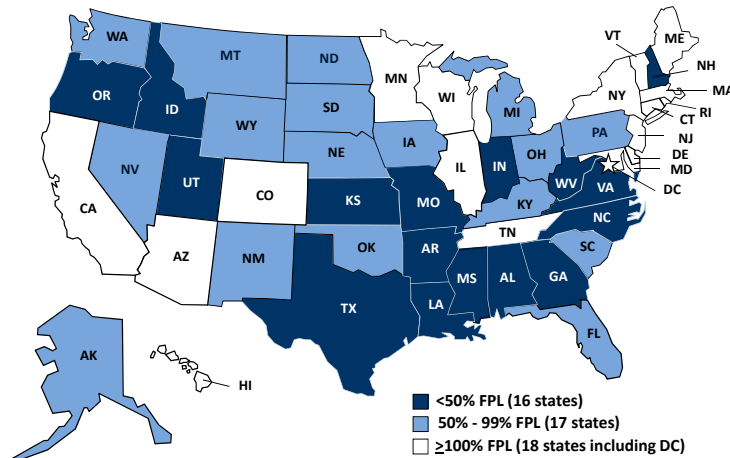 WA
VT
ME
MT
ND
MN
NH
OR
WI
NY
MA
ID
SD
MI
RI
WY
CT
IA
PA
NJ
NE
OH
DE
NV
IL
IN
MD
UT
WV
VA
DC
CO
KS
MO
KY
CA
NC
TN
OK
AR
SC
AZ
NM
MS
AL
GA
LA
TX
FL
AK
HI
<50% FPL (16 states)
50% - 99% FPL (17 states)
≥100% FPL (18 states including DC)